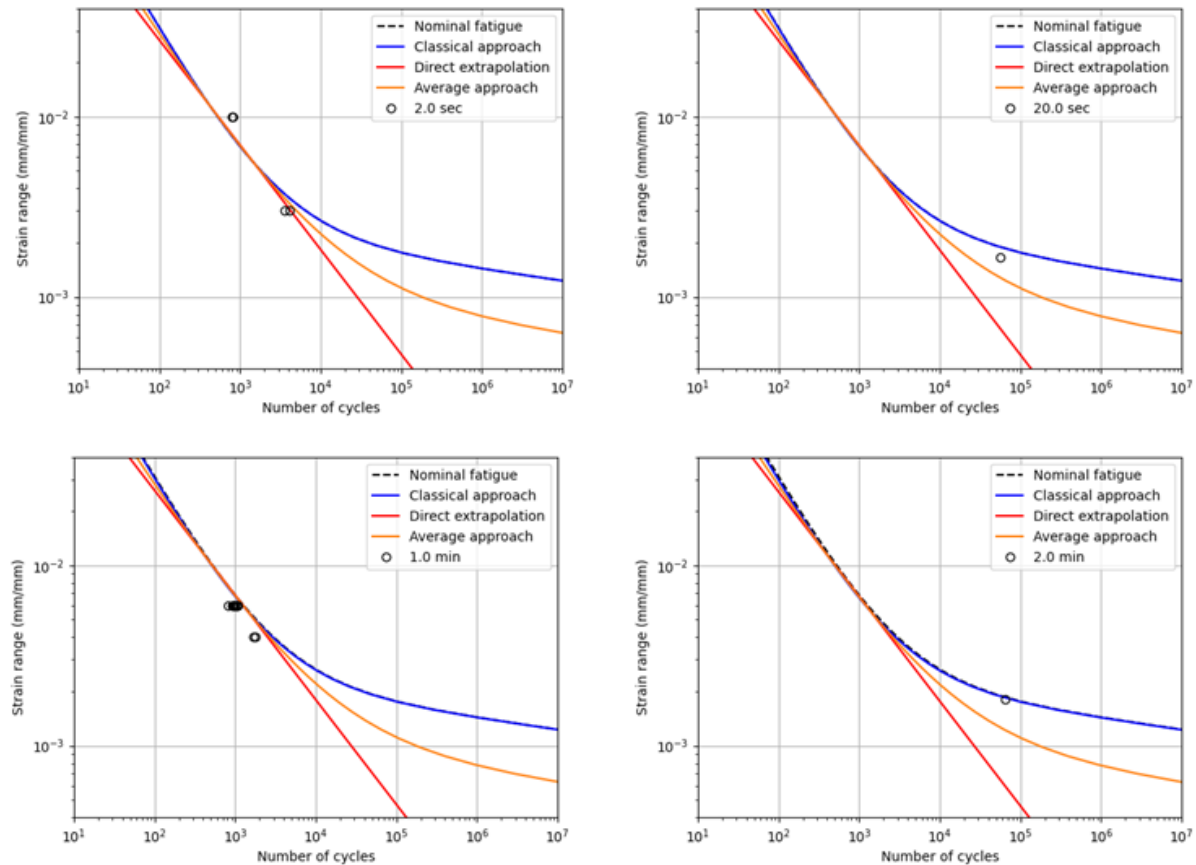 Nominal fatigue
Classical approach
Direct extrapolation
Average approach
2.0 sec
Strain range (mm/mm)
10⁻²
10⁻³
10¹ 10² 10³ 10⁴ 10⁵ 10⁶ 10⁷
Number of cycles
Nominal fatigue
Classical approach
Direct extrapolation
Average approach
20.0 sec
Strain range (mm/mm)
10⁻²
10⁻³
10¹ 10² 10³ 10⁴ 10⁵ 10⁶ 10⁷
Number of cycles
Nominal fatigue
Classical approach
Direct extrapolation
Average approach
1.0 min
Strain range (mm/mm)
10⁻²
10⁻³
10¹ 10² 10³ 10⁴ 10⁵ 10⁶ 10⁷
Number of cycles
Nominal fatigue
Classical approach
Direct extrapolation
Average approach
2.0 min
Strain range (mm/mm)
10⁻²
10⁻³
10¹ 10² 10³ 10⁴ 10⁵ 10⁶ 10⁷
Number of cycles